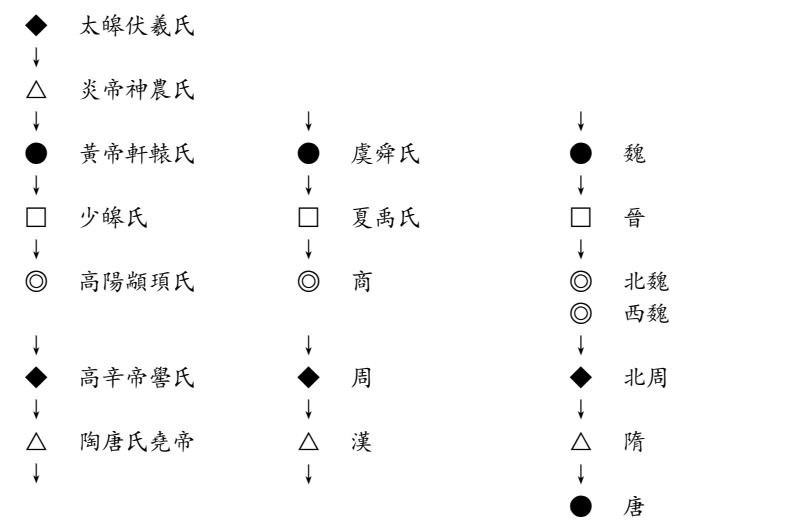 ◆ 太皞伏羲氏
↓
△ 炎帝神農氏
↓
● 黃帝軒轅氏
↓
□ 少皞氏
↓
◎ 高陽顓頊氏
↓
◆ 高辛帝嚳氏
↓
△ 陶唐氏堯帝
↓
↓
● 虞舜氏
↓
□ 夏禹氏
↓
◎ 商
↓
◆ 周
↓
△ 漢
↓
↓
● 魏
↓
□ 晉
↓
◎ 北魏
◎ 西魏
↓
◆ 北周
↓
△ 隋
↓
● 唐